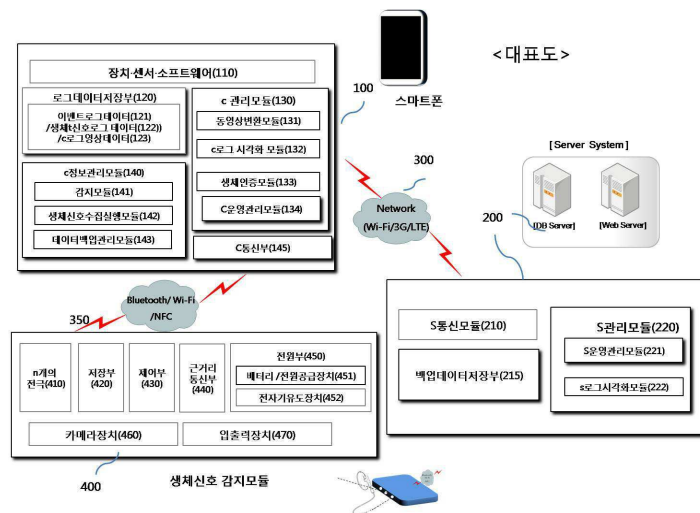 <대표도>
스마트폰
100
장치·센서·소프트웨어(110)
로그데이터저장부(120)
이벤트로그데이터(121)
/생체신호로그 데이터(122))
/c로그영상데이터(123)
c 관리모듈(130)
동영상변환모듈(131)
c로그 시각화 모듈(132)
생체인증모듈(133)
C운영관리모듈(134)
c정보관리모듈(140)
감지모듈(141)
생체신호수집실행모듈(142)
데이터백업관리모듈(143)
C통신부(145)
300
Network
(Wi-Fi/3G/LTE)
[ Server System ]
[DB Server]
[Web Server]
200
Bluetooth/ Wi-Fi
/NFC
350
n개의
전극(410)
저장부
(420)
제어부
(430)
근거리
통신부
(440)
전원부(450)
배터리 /전원공급장치(451)
전자기유도장치(452)
카메라장치(460)
입출력장치(470)
400
생체신호 감지모듈
S통신모듈(210)
백업데이터저장부(215)
S관리모듈(220)
S운영관리모듈(221)
s로그시각화모듈(222)